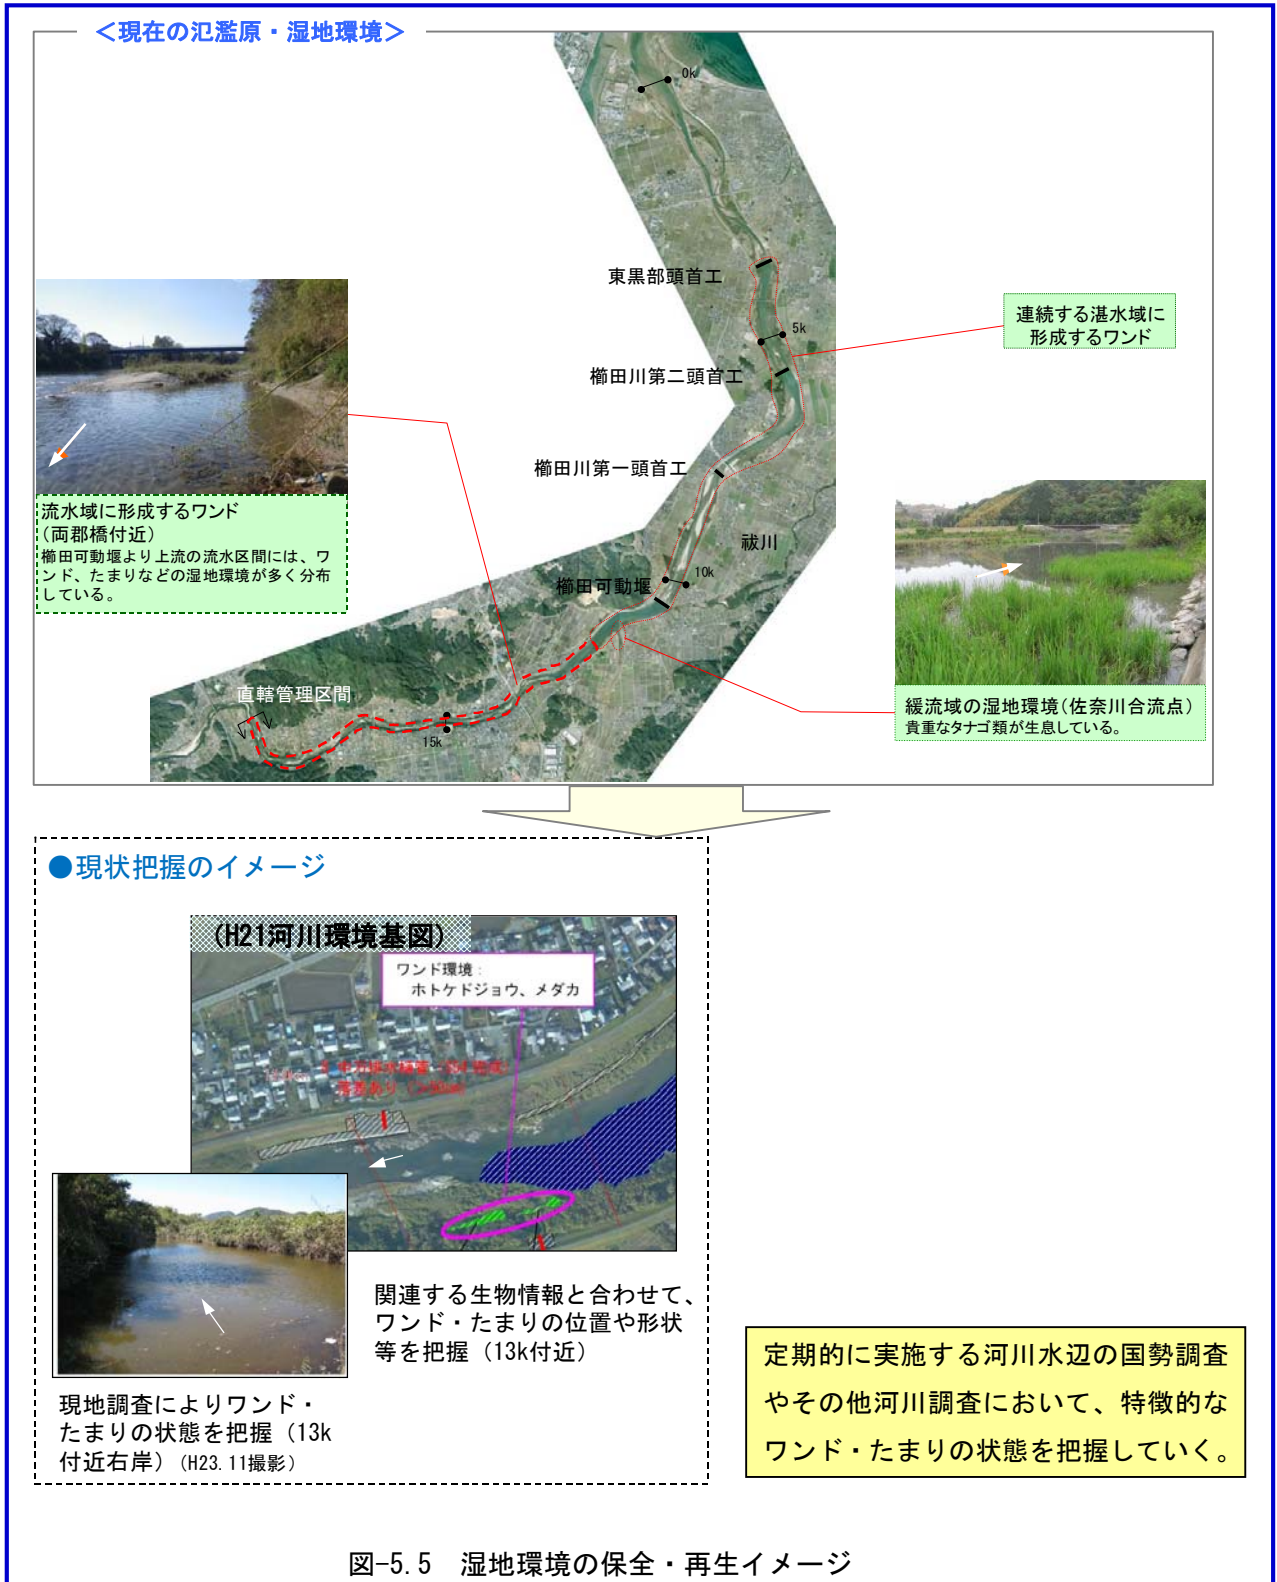 ＜現在の氾濫原・湿地環境＞
0k
東黒部頭首工
5k
連続する湛水域に
形成するワンド
櫛田川第二頭首工
櫛田川第一頭首工
流水域に形成するワンド
(両郡橋付近)
櫛田可動堰より上流の流水区間には、ワ
ンド、たまりなどの湿地環境が多く分布
している。
祓川
10k
櫛田可動堰
直轄管理区間
15k
緩流域の湿地環境(佐奈川合流点)
貴重なタナゴ類が生息している。
●現状把握のイメージ
(H21河川環境基図)
ワンド環境：
ホトケドジョウ、メダカ
関連する生物情報と合わせて、
ワンド・たまりの位置や形状
等を把握（13k付近）
現地調査によりワンド・
たまりの状態を把握（13k
付近右岸）（H23.11撮影）
定期的に実施する河川水辺の国勢調査
やその他河川調査において、特徴的な
ワンド・たまりの状態を把握していく。
図-5.5　湿地環境の保全・再生イメージ